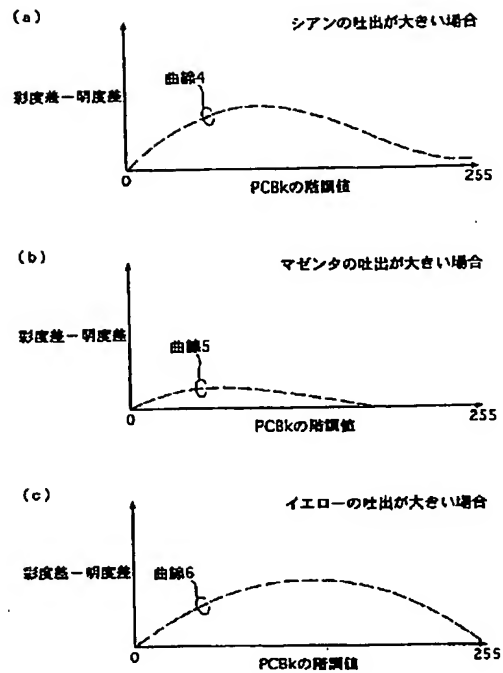 (a)
シアンの吐出が大きい場合
曲線4
彩度差ー明度差
0
255
PCBkの階調値
(b)
マゼンタの吐出が大きい場合
彩度差ー明度差
曲線5
0
255
PCBkの階調値
(c)
イエローの吐出が大きい場合
彩度差ー明度差
曲線6
0
255
PCBkの階調値